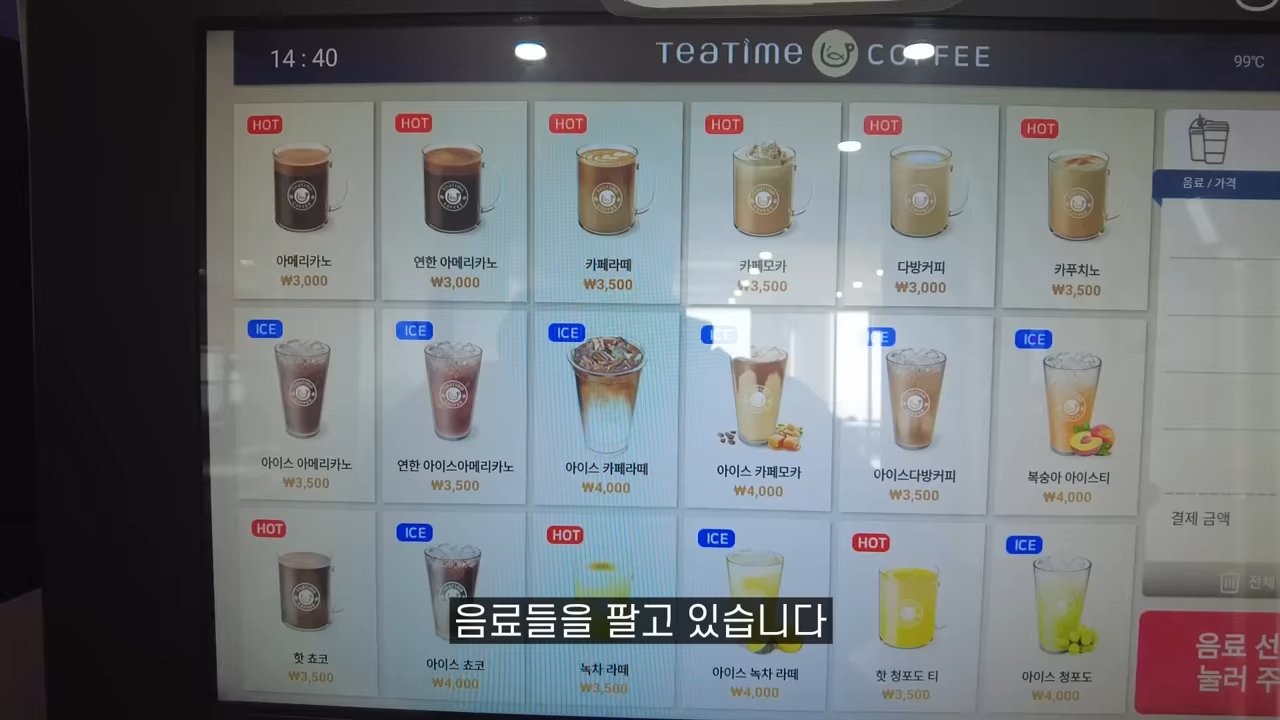 14 : 40
TEATIME COFFEE
99℃
HOT
HOT
HOT
HOT
HOT
HOT
아메리카노
₩3,000
연한 아메리카노
₩3,000
카페라떼
₩3,500
카페모카
₩3,500
다방커피
₩3,000
카푸치노
₩3,500
음료 / 가격
ICE
ICE
ICE
ICE
ICE
ICE
아이스 아메리카노
₩3,500
연한 아이스아메리카노
₩3,500
아이스 카페라떼
₩4,000
아이스 카페모카
₩4,000
아이스다방커피
₩3,500
복숭아 아이스티
₩4,000
결제 금액
전체
HOT
ICE
HOT
ICE
HOT
ICE
핫 쵸코
₩3,500
아이스 쵸코
₩4,000
녹차 라떼
₩3,500
아이스 녹차 라떼
₩4,000
핫 청포도 티
₩3,500
아이스 청포도
₩4,000
음료 선
눌러 주
음료들을 팔고 있습니다